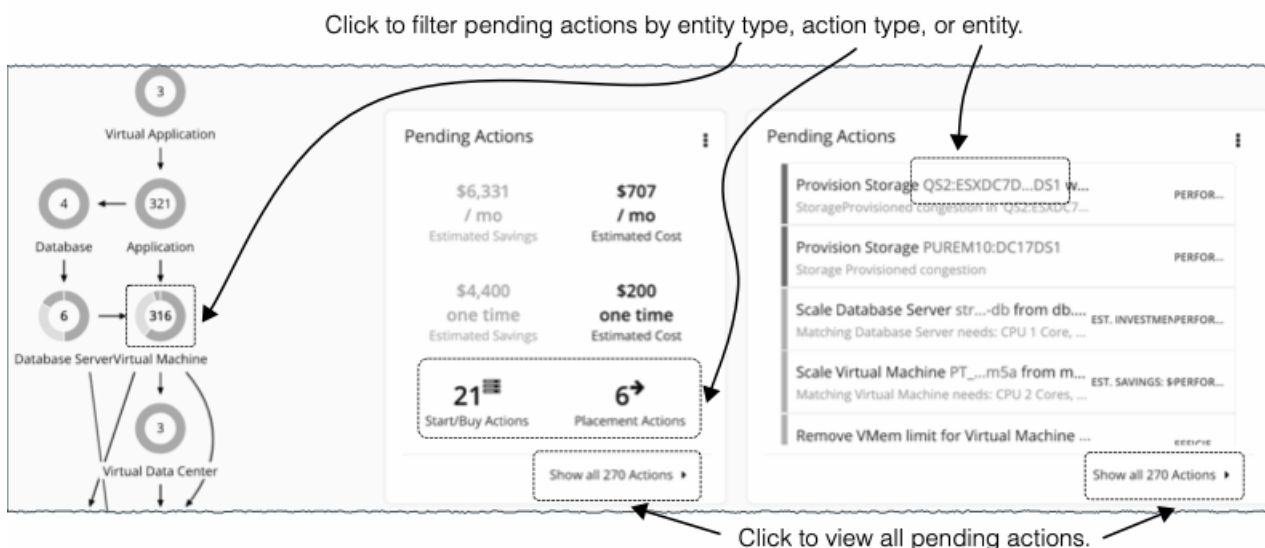 Click to filter pending actions by entity type, action type, or entity.
3
Virtual Application
4
321
Database
Application
6
316
Database Server
Virtual Machine
3
Virtual Data Center
Pending Actions
$6,331
/ mo
Estimated Savings
$707
/ mo
Estimated Cost
$4,400
one time
Estimated Savings
$200
one time
Estimated Cost
21
Start/Buy Actions
6
Placement Actions
Show all 270 Actions
Pending Actions
Provision Storage QS2:ESXDC7D...DS1 w...
StorageProvisioned congestion in 'QS2:ESXDC7...
PERFOR...
Provision Storage PUREM10:DC17DS1
Storage Provisioned congestion
PERFOR...
Scale Database Server str...-db from db....
Matching Database Server needs: CPU 1 Core, ...
EST. INVESTMEN
PERFOR...
Scale Virtual Machine PT_...m5a from m...
Matching Virtual Machine needs: CPU 2 Cores, ...
EST. SAVINGS: $
PERFOR...
Remove VMem limit for Virtual Machine ...
Show all 270 Actions
Click to view all pending actions.